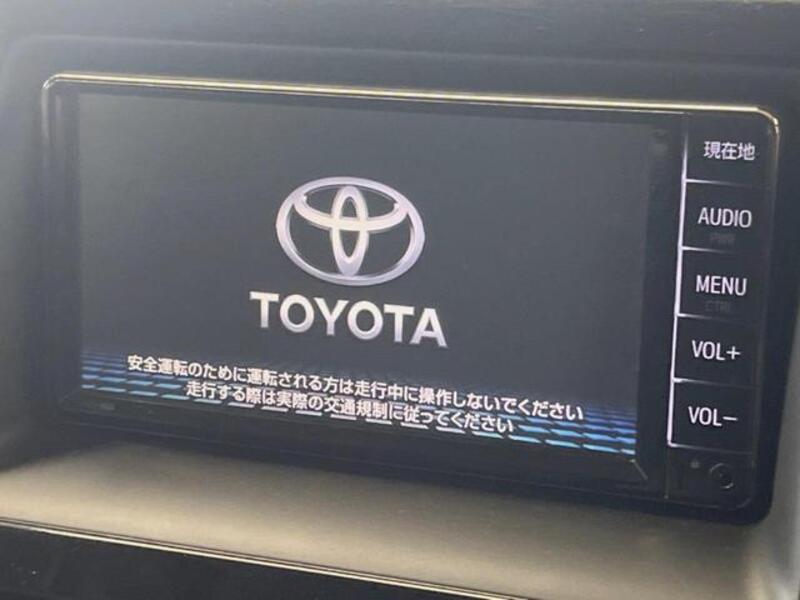 現在地
AUDIO
PWR
MENU
CTRL
VOL+
VOL-
TOYOTA
安全運転のために運転される方は走行中に操作しないでください
走行する際は実際の交通規制に従ってください